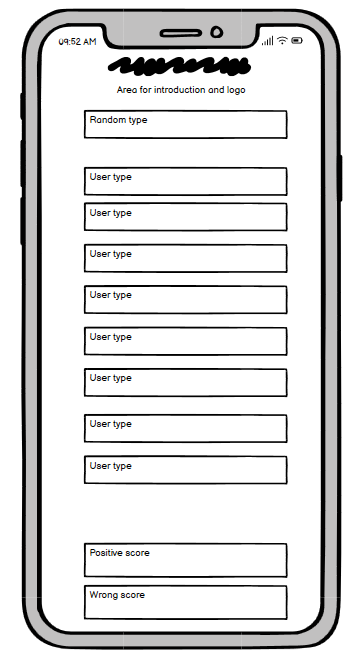 09:52 AM
Area for introduction and logo
Random type
User type
User type
User type
User type
User type
User type
User type
User type
Positive score
Wrong score